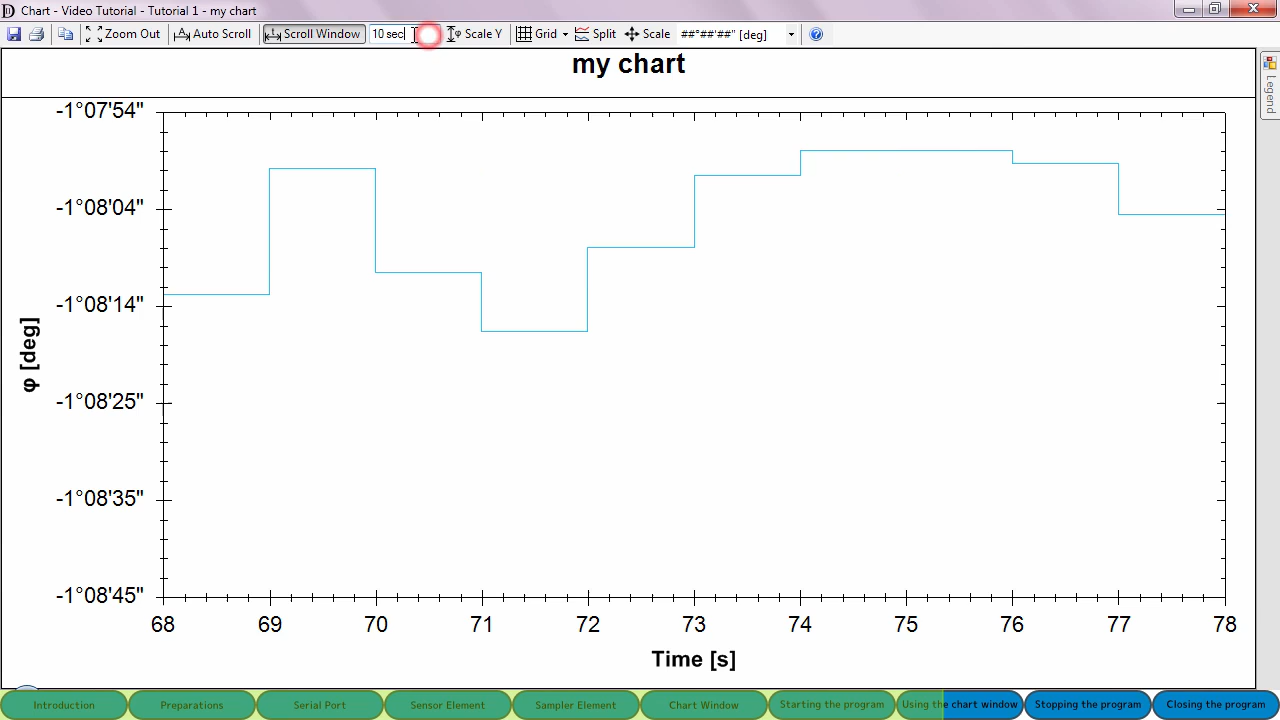 Chart - Video Tutorial - Tutorial 1 - my chart
Zoom Out Auto Scroll Scroll Window 10 sec Scale Y Grid Split Scale ##°##'##" [deg]
my chart
Legend
-1°07'54"
-1°08'04"
-1°08'14"
-1°08'25"
-1°08'35"
-1°08'45"
φ [deg]
68 69 70 71 72 73 74 75 76 77 78
Time [s]
Introduction Preparations Serial Port Sensor Element Sampler Element Chart Window Starting the program Using the chart window Stopping the program Closing the program